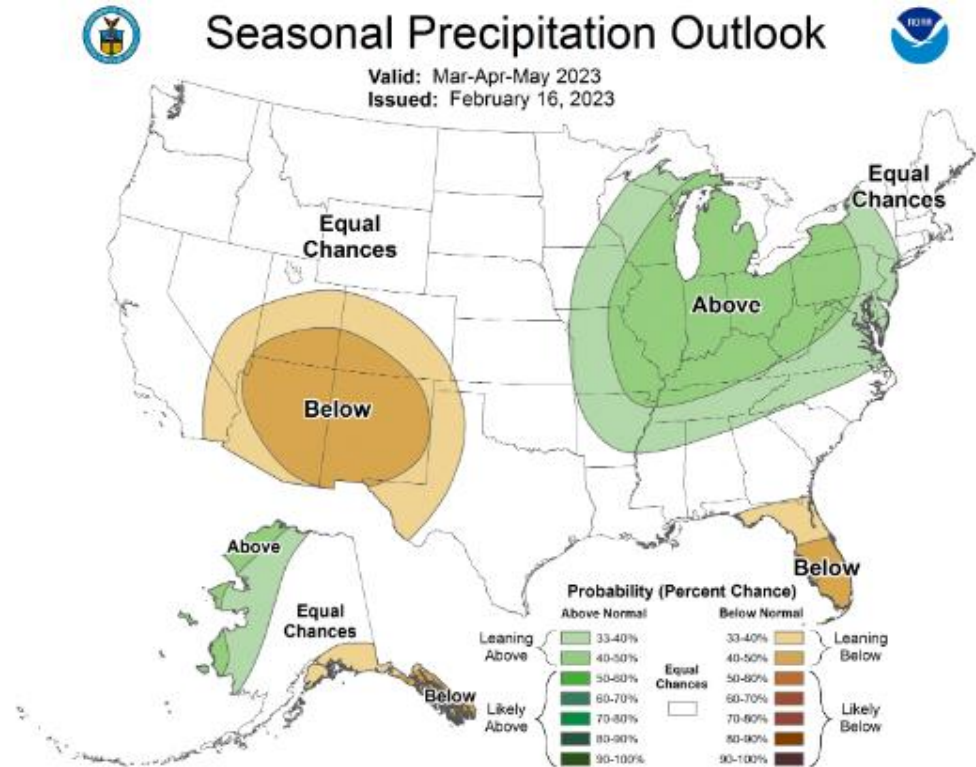 Seasonal Precipitation Outlook
NOAA
Valid: Mar-Apr-May 2023
Issued: February 16, 2023
Equal
Chances
Equal
Chances
Above
Below
Above
Equal
Chances
Below
Below
Probability (Percent Chance)
Above Normal
Below Normal
Leaning
Above
33-40%
40-50%
Likely
Above
50-60%
60-70%
70-80%
80-90%
90-100%
Equal
Chances
33-40%
40-50%
Leaning
Below
50-60%
60-70%
70-80%
80-90%
90-100%
Likely
Below